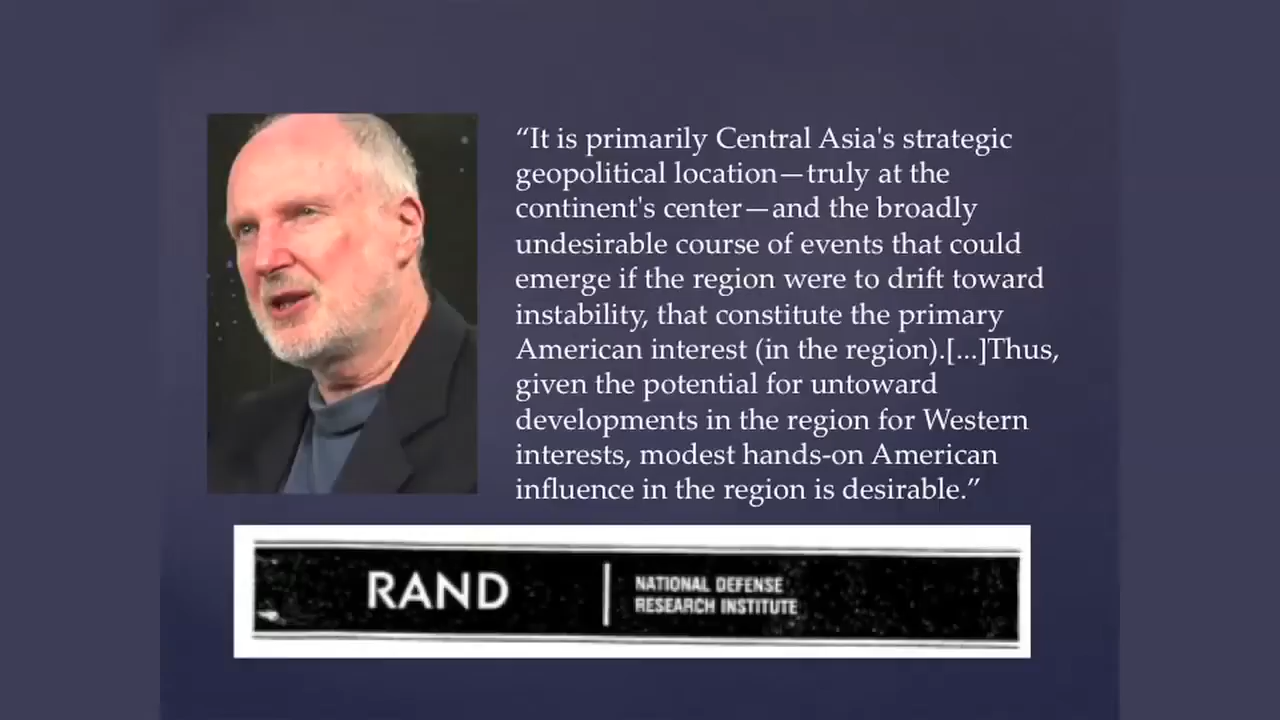 “It is primarily Central Asia's strategic
geopolitical location—truly at the
continent's center—and the broadly
undesirable course of events that could
emerge if the region were to drift toward
instability, that constitute the primary
American interest (in the region).[...]Thus,
given the potential for untoward
developments in the region for Western
interests, modest hands-on American
influence in the region is desirable.”
RAND
NATIONAL DEFENSE
RESEARCH INSTITUTE